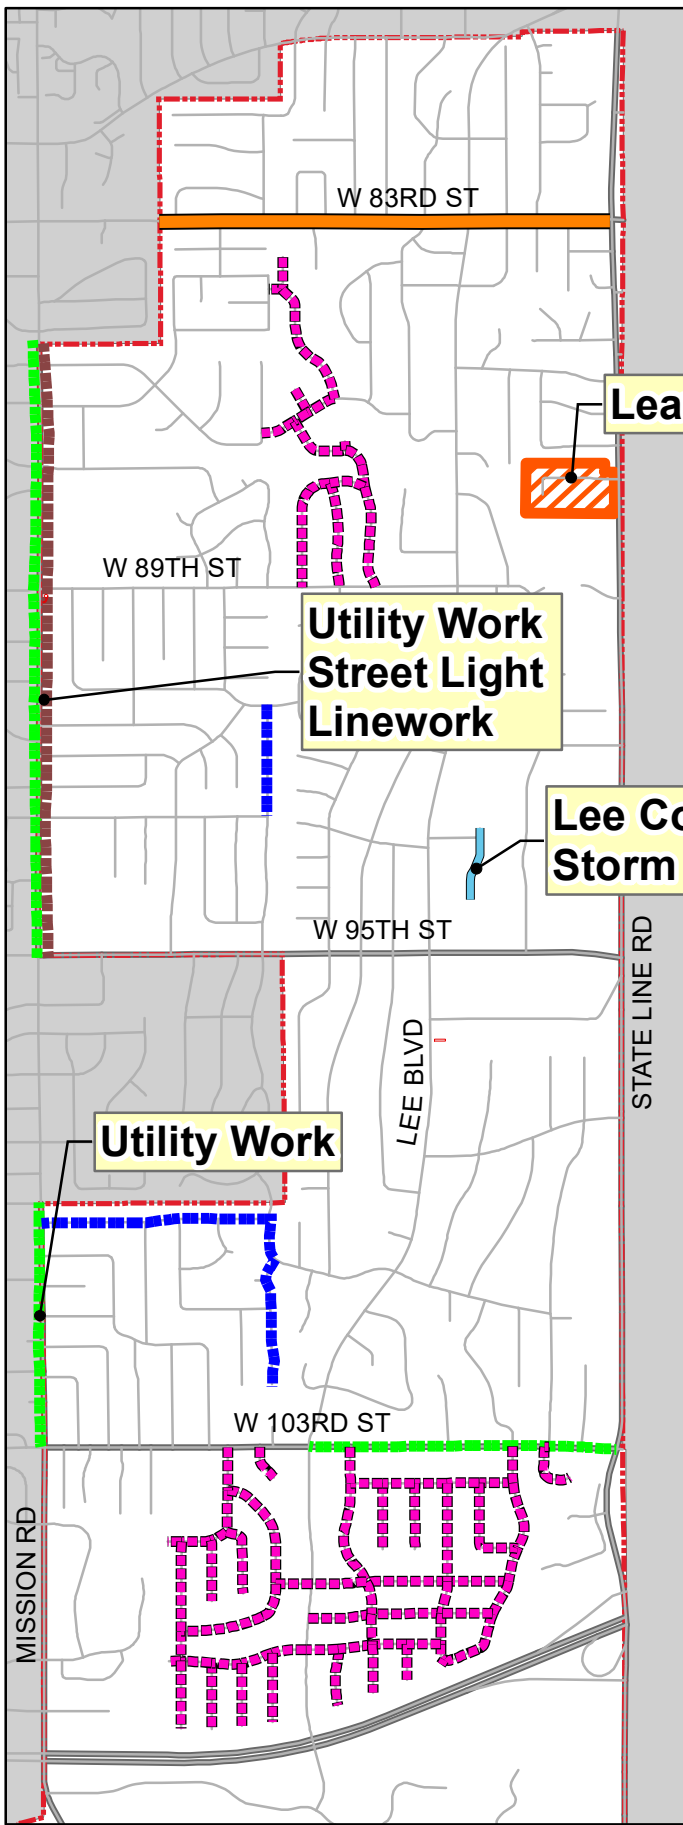 W 83RD ST
Lea
W 89TH ST
Utility Work
Street Light
Linework
Lee Co
Storm
W 95TH ST
STATE LINE RD
LEE BLVD
Utility Work
W 103RD ST
MISSION RD